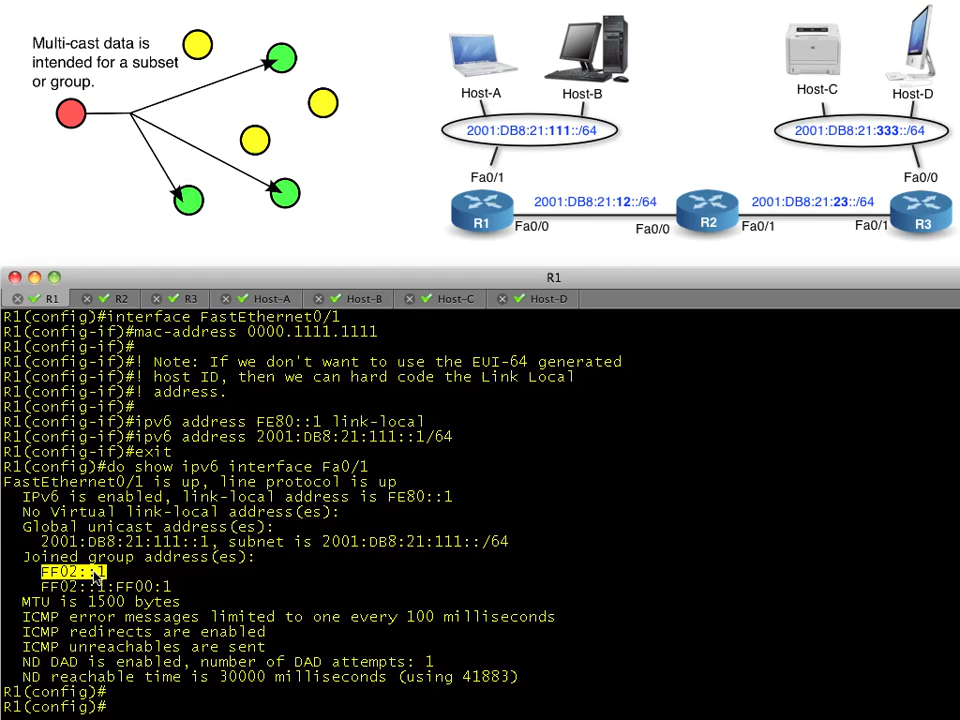 Multi-cast data is
intended for a subset
or group.
Host-A
Host-B
Host-C
Host-D
2001:DB8:21:111::/64
2001:DB8:21:333::/64
Fa0/1
Fa0/0
2001:DB8:21:12::/64
2001:DB8:21:23::/64
R1
R2
R3
Fa0/0
Fa0/0
Fa0/1
Fa0/1
R1
R1
R2
R3
Host-A
Host-B
Host-C
Host-D
R1(config)#interface FastEthernet0/1
R1(config-if)#mac-address 0000.1111.1111
R1(config-if)#
R1(config-if)#! Note: If we don't want to use the EUI-64 generated
R1(config-if)#! host ID, then we can hard code the Link Local
R1(config-if)#! address.
R1(config-if)#
R1(config-if)#ipv6 address FE80::1 link-local
R1(config-if)#ipv6 address 2001:DB8:21:111::1/64
R1(config-if)#exit
R1(config)#do show ipv6 interface Fa0/1
FastEthernet0/1 is up, line protocol is up
IPv6 is enabled, link-local address is FE80::1
No Virtual link-local address(es):
Global unicast address(es):
2001:DB8:21:111::1, subnet is 2001:DB8:21:111::/64
Joined group address(es):
FF02::1
FF02::1:FF00:1
MTU is 1500 bytes
ICMP error messages limited to one every 100 milliseconds
ICMP redirects are enabled
ICMP unreachables are sent
ND DAD is enabled, number of DAD attempts: 1
ND reachable time is 30000 milliseconds (using 41883)
R1(config)#
R1(config)#